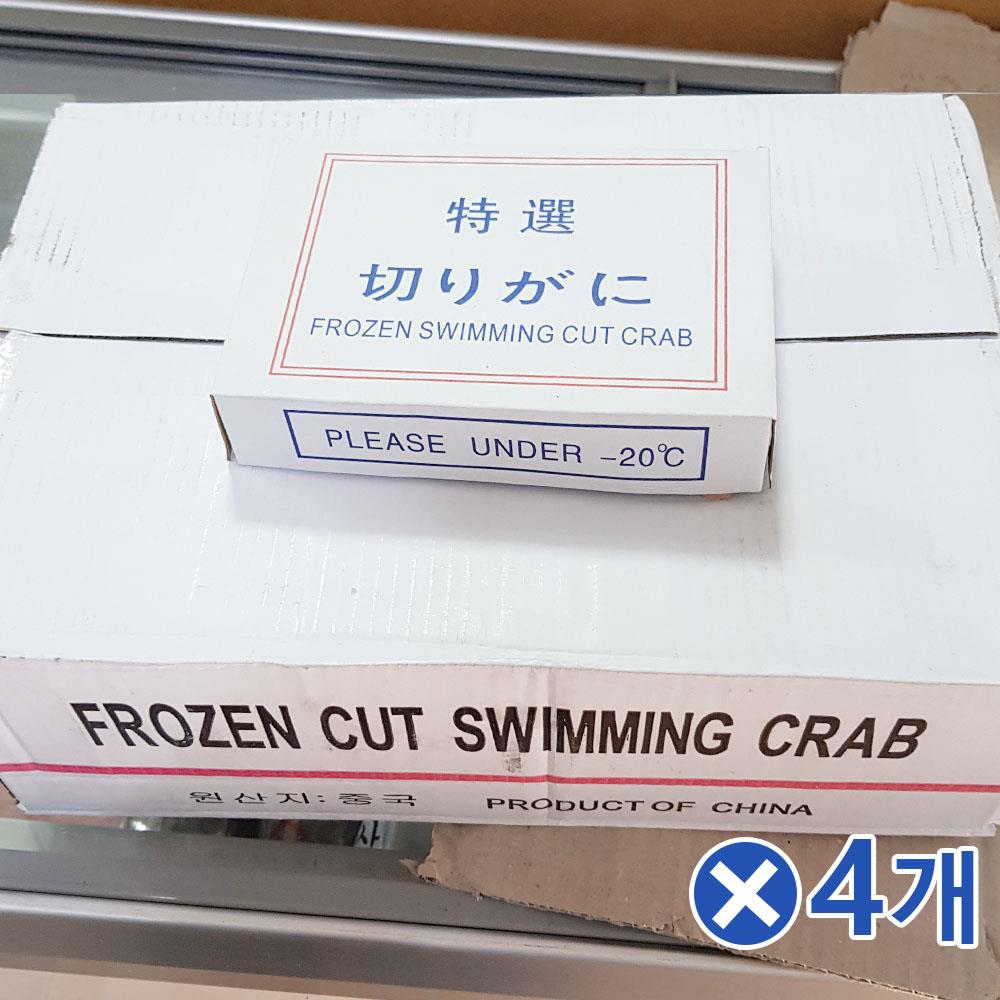 特選
切りがに
FROZEN SWIMMING CUT CRAB
PLEASE UNDER -20℃
FROZEN CUT SWIMMING CRAB
원산지:중국 PRODUCT OF CHINA
사
×4개